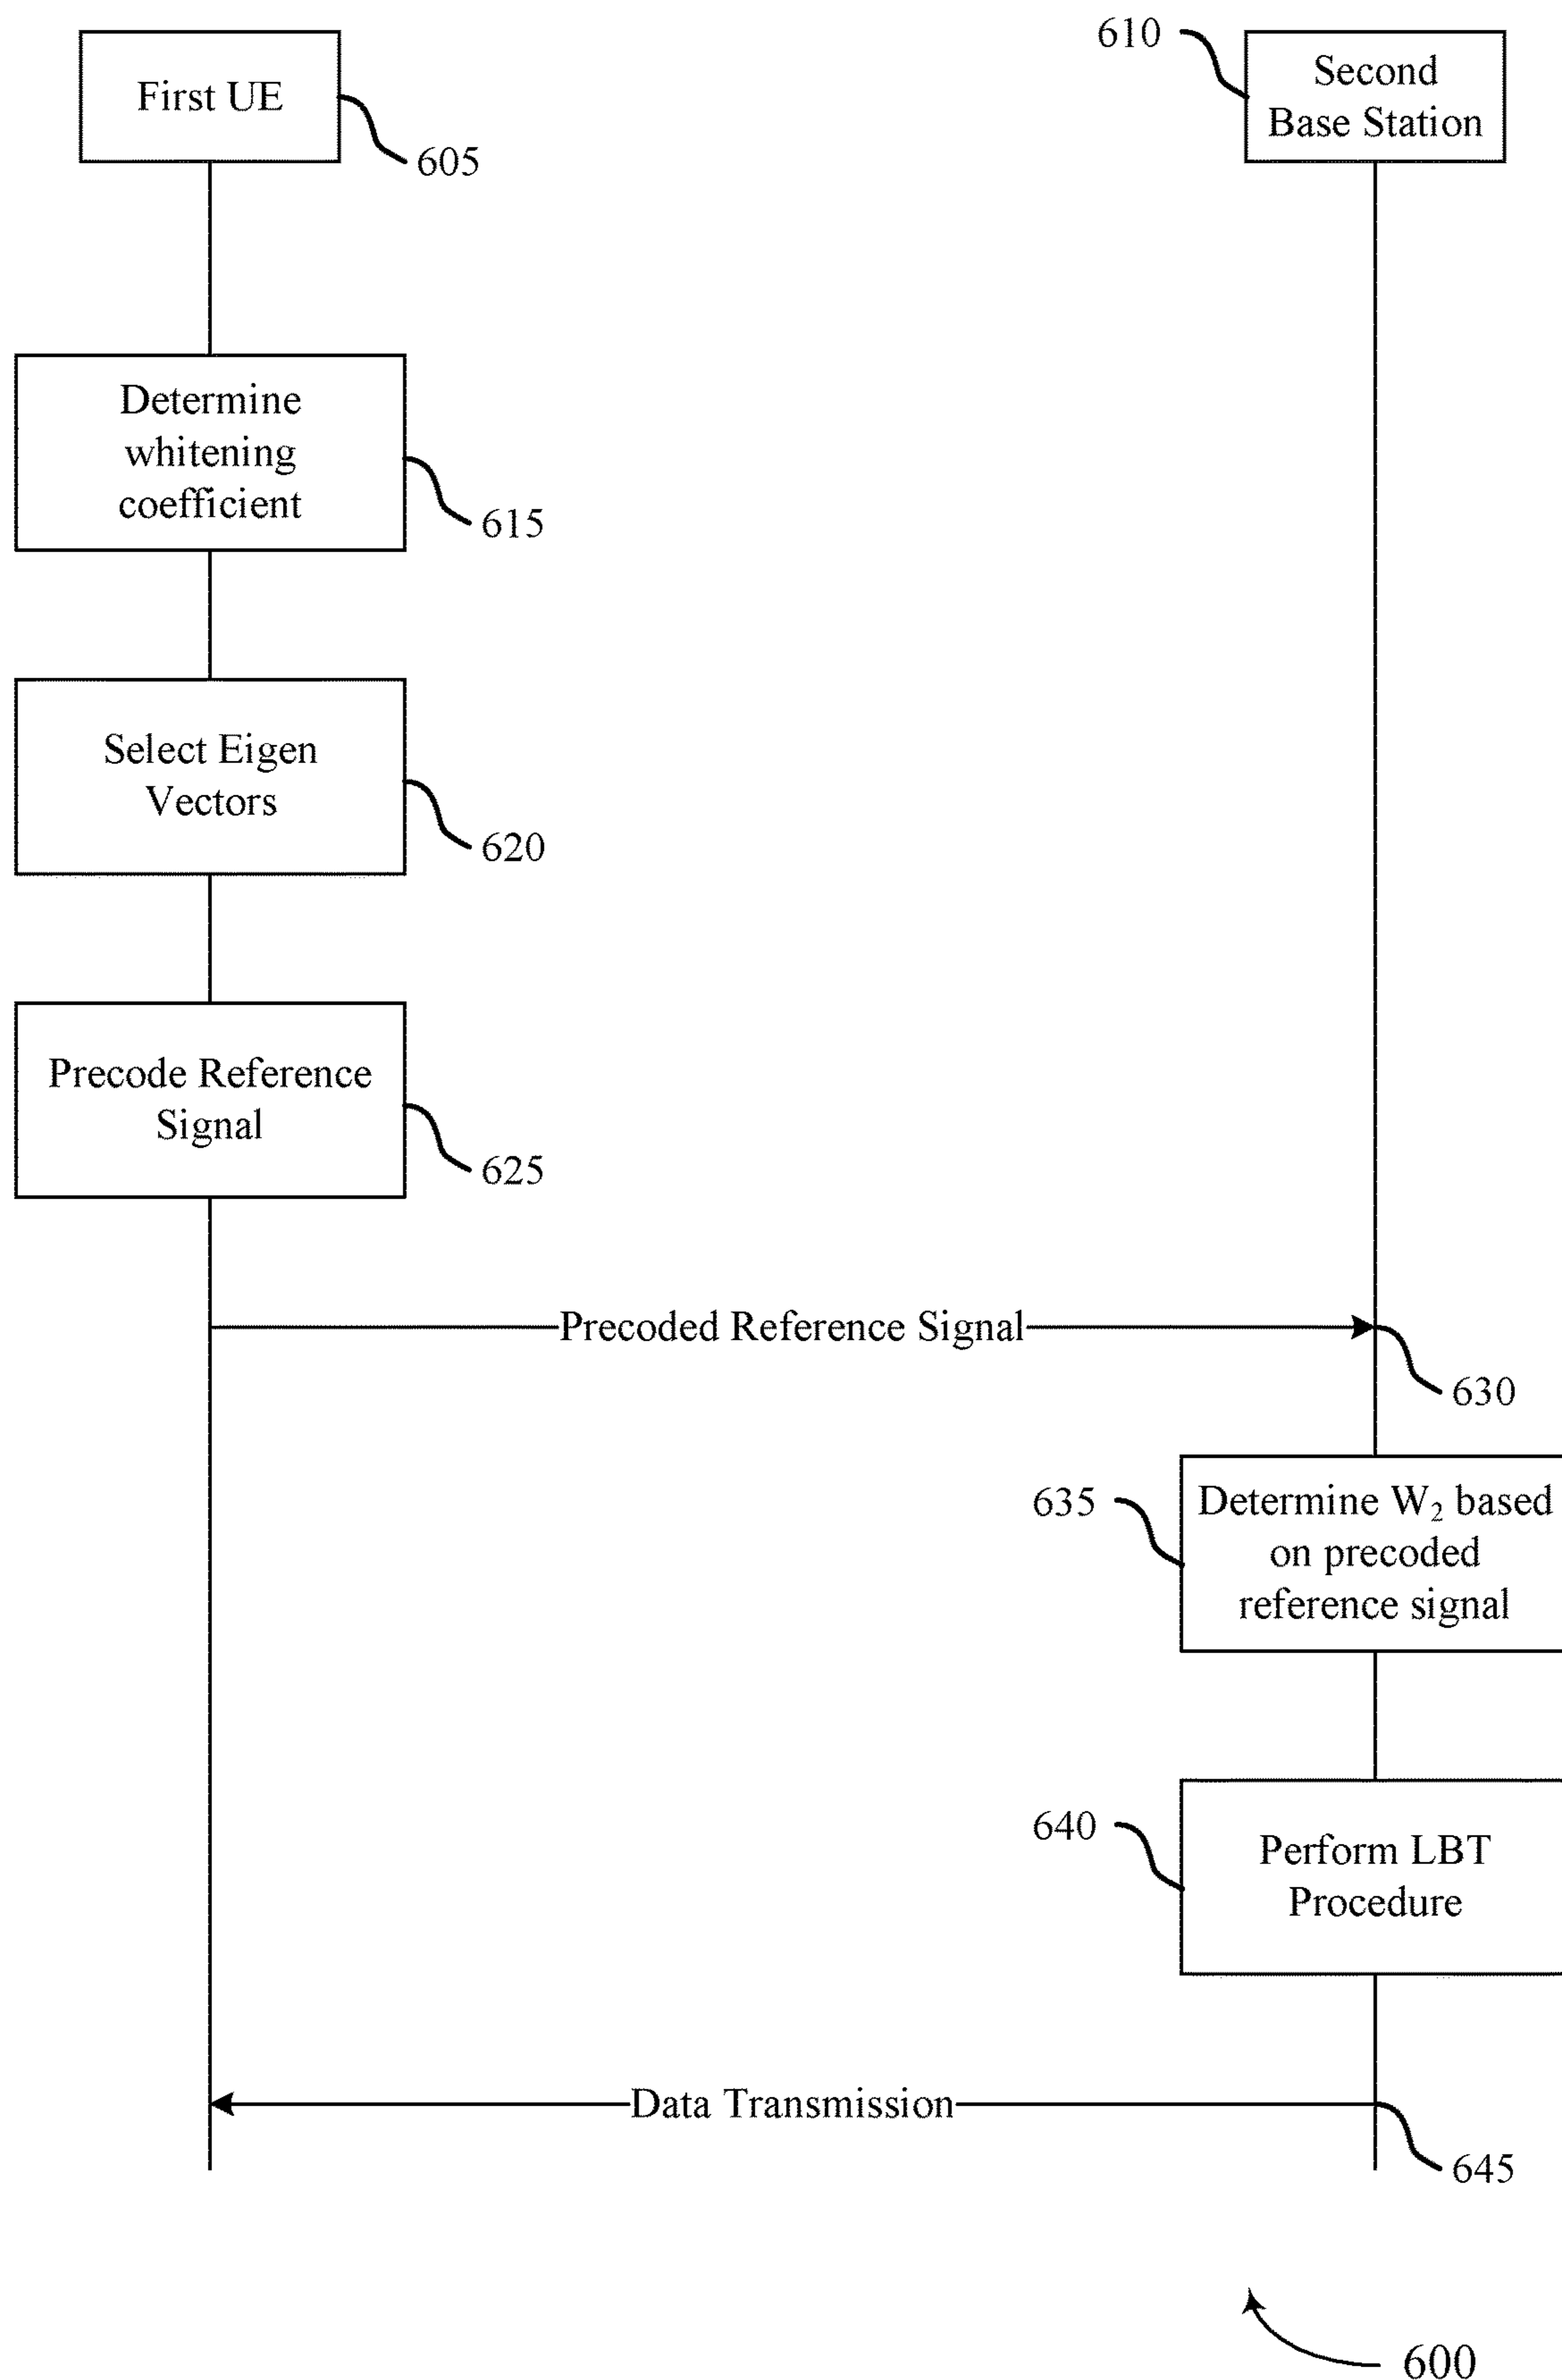 First UE
605
610
Second
Base Station
Determine
whitening
coefficient
615
Select Eigen
Vectors
620
Precode Reference
Signal
625
Precoded Reference Signal
630
635
Determine W₂ based
on precoded
reference signal
640
Perform LBT
Procedure
Data Transmission
645
600